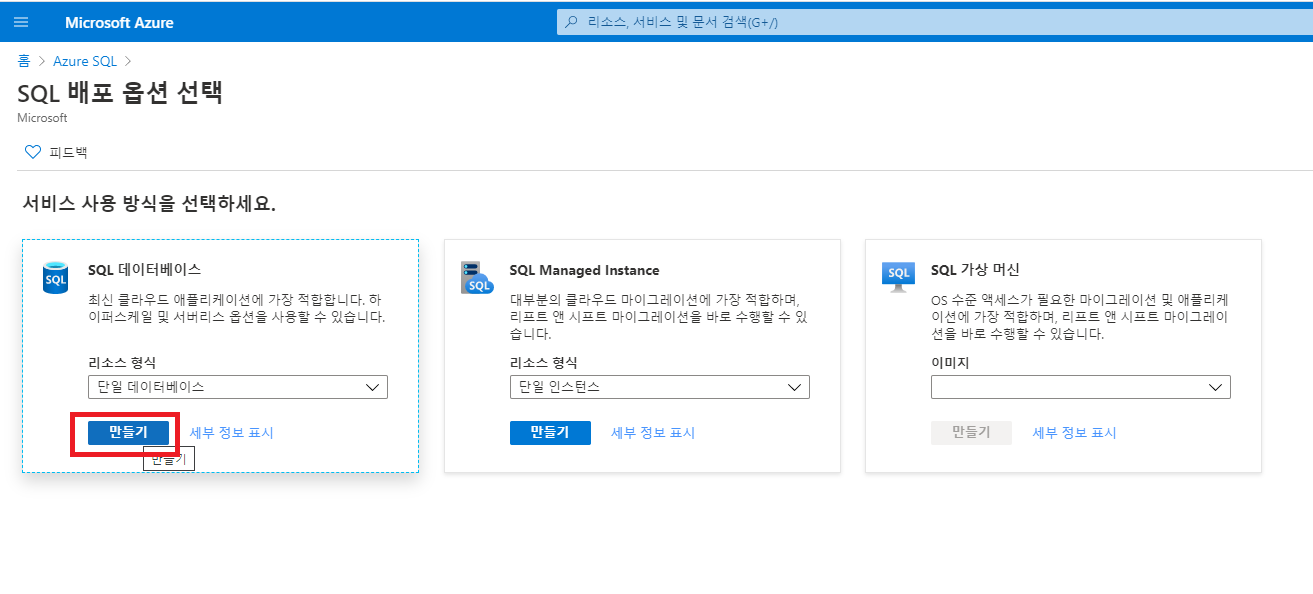 Microsoft Azure
리소스, 서비스 및 문서 검색(G+/)
홈 > Azure SQL >
SQL 배포 옵션 선택
Microsoft
피드백
서비스 사용 방식을 선택하세요.
SQL
SQL 데이터베이스
최신 클라우드 애플리케이션에 가장 적합합니다. 하
이퍼스케일 및 서버리스 옵션을 사용할 수 있습니다.
리소스 형식
단일 데이터베이스
만들기
세부 정보 표시
만들기
SQL
SQL Managed Instance
대부분의 클라우드 마이그레이션에 가장 적합하며,
리프트 앤 시프트 마이그레이션을 바로 수행할 수 있
습니다.
리소스 형식
단일 인스턴스
만들기
세부 정보 표시
SQL
SQL 가상 머신
OS 수준 액세스가 필요한 마이그레이션 및 애플리케
이션에 가장 적합하며, 리프트 앤 시프트 마이그레이
션을 바로 수행할 수 있습니다.
이미지
만들기
세부 정보 표시